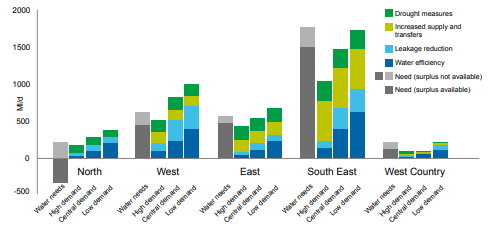 2000
1500
1000
500
0
-500
Ml/d
Drought measures
Increased supply and
transfers
Leakage reduction
Water efficiency
Need (surplus not available)
Need (surplus available)
North
West
East
South East
West Country
Water needs
High demand
Central demand
Low demand
Water needs
High demand
Central demand
Low demand
Water needs
High demand
Central demand
Low demand
Water needs
High demand
Central demand
Low demand
Water needs
High demand
Central demand
Low demand